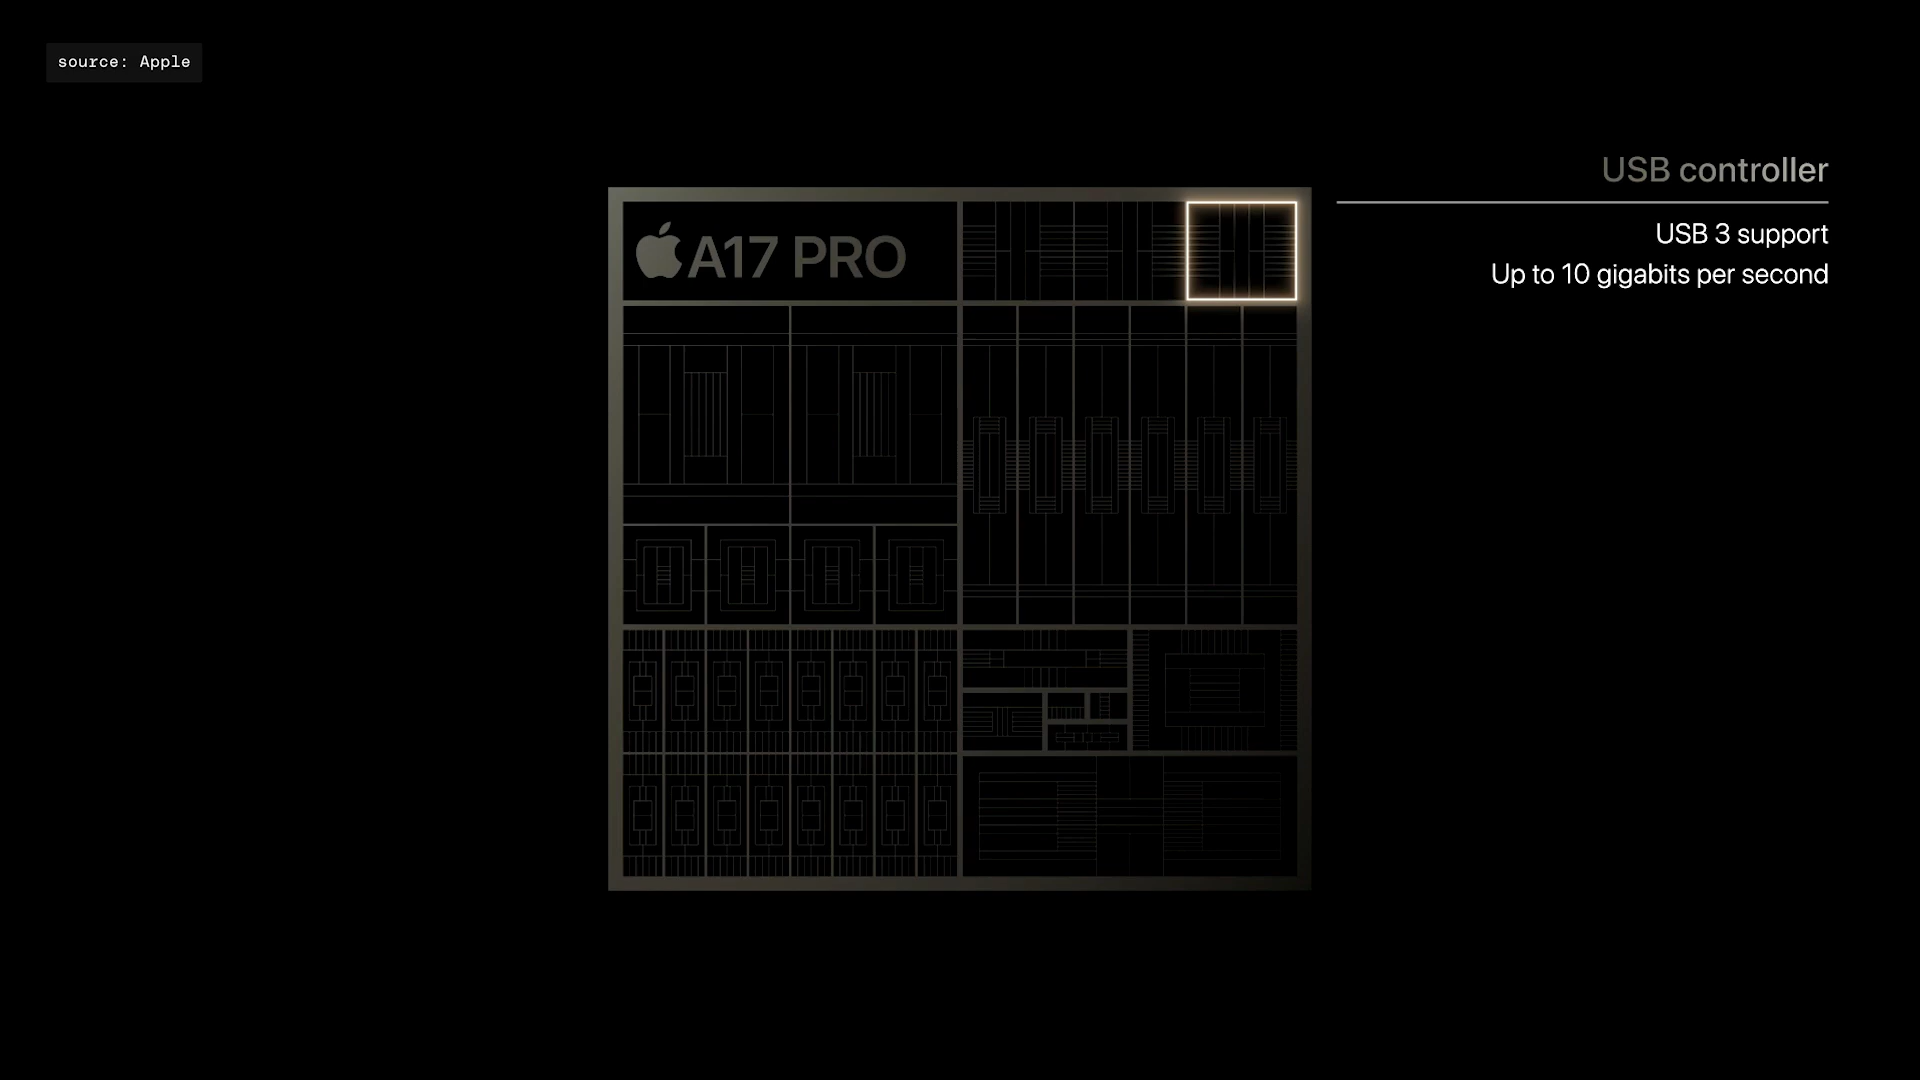 source: Apple
A17 PRO
USB controller
USB 3 support
Up to 10 gigabits per second